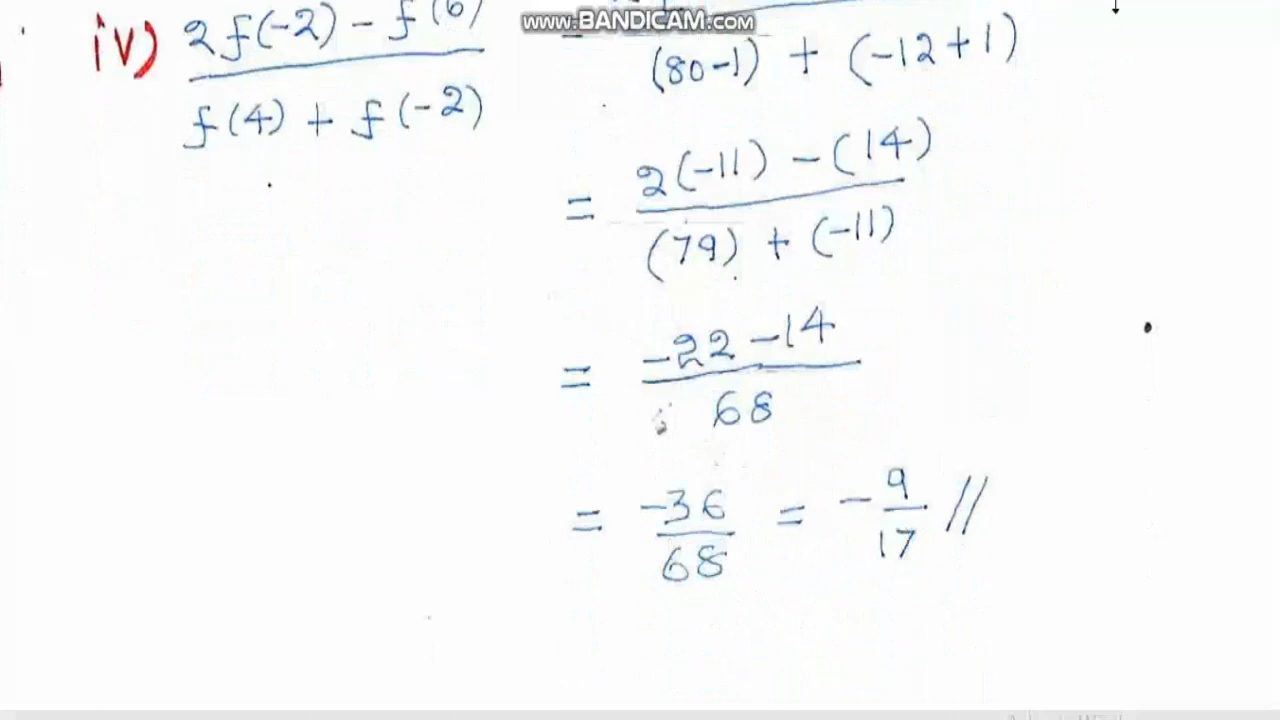 www.BANDICAM.com
iv) 2f(-2) - f(6) =
f(4) + f(-2)
(80-1) + (-12+1)
= 2(-11) - (14)
(79) + (-11)
= -22 -14
68
= -36/68 = - 9/17 //